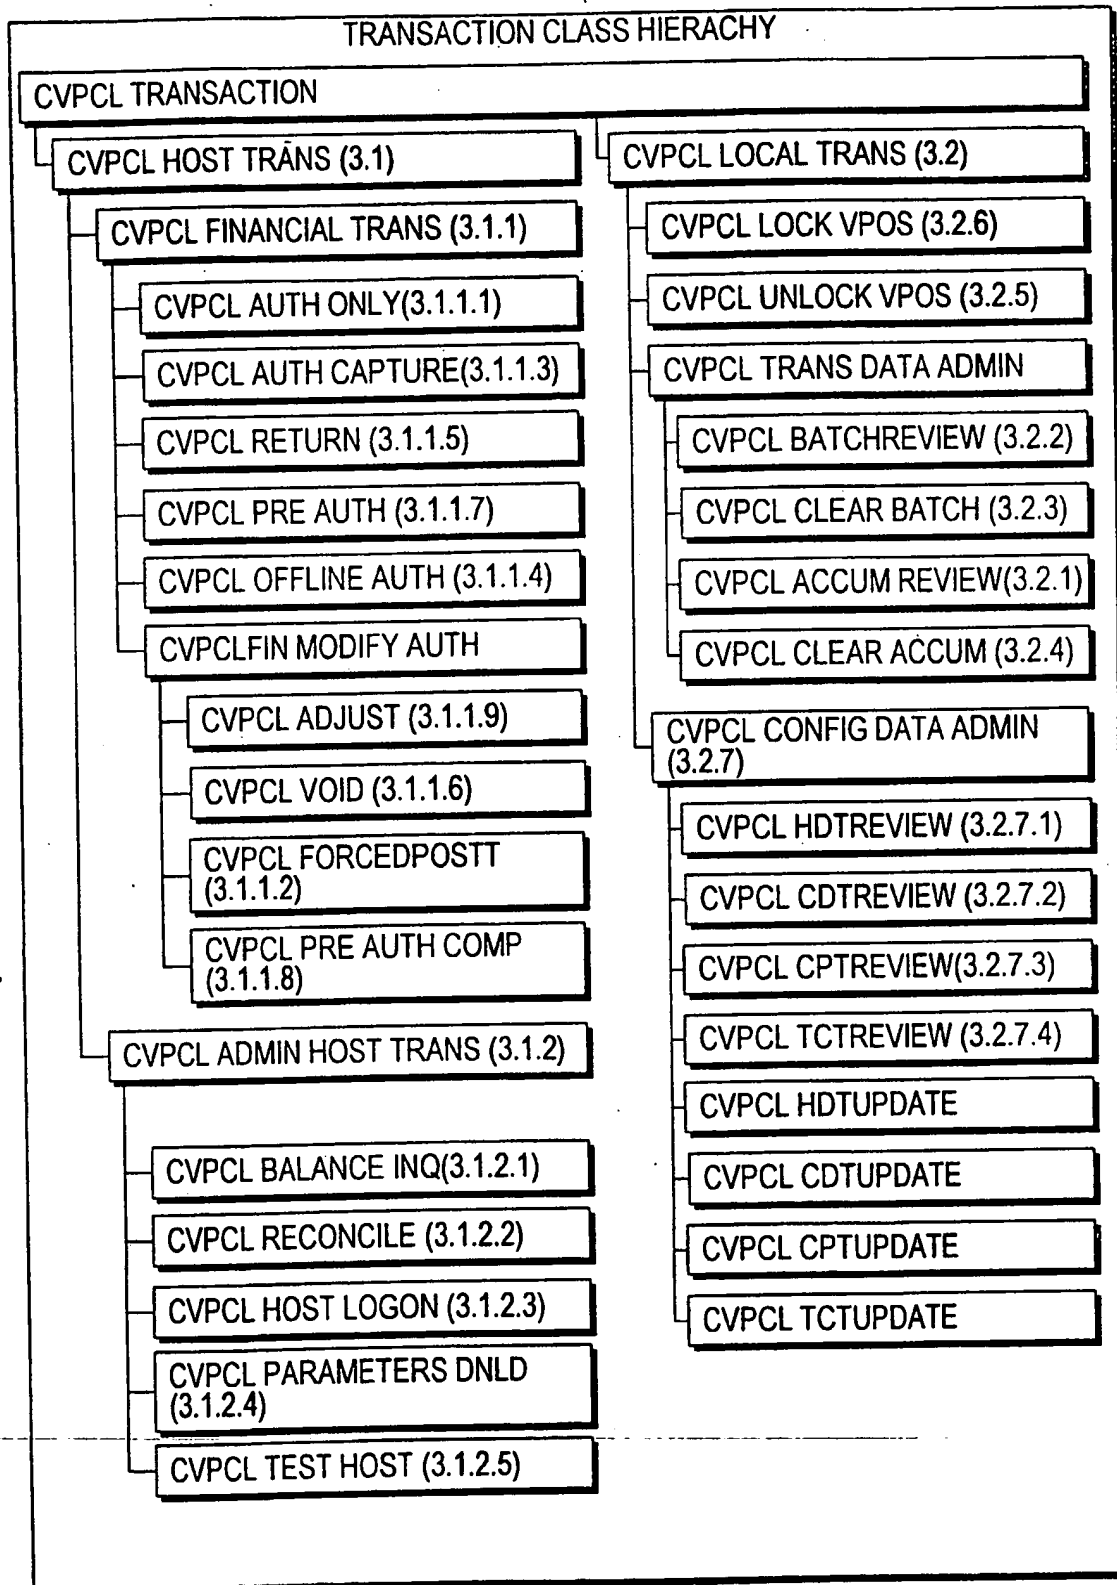 TRANSACTION CLASS HIERACHY
CVPCL TRANSACTION
CVPCL HOST TRANS (3.1)
CVPCL FINANCIAL TRANS (3.1.1)
CVPCL AUTH ONLY(3.1.1.1)
CVPCL AUTH CAPTURE(3.1.1.3)
CVPCL RETURN (3.1.1.5)
CVPCL PRE AUTH (3.1.1.7)
CVPCL OFFLINE AUTH (3.1.1.4)
CVPCLFIN MODIFY AUTH
CVPCL ADJUST (3.1.1.9)
CVPCL VOID (3.1.1.6)
CVPCL FORCEDPOSTT
(3.1.1.2)
CVPCL PRE AUTH COMP
(3.1.1.8)
CVPCL ADMIN HOST TRANS (3.1.2)
CVPCL BALANCE INQ(3.1.2.1)
CVPCL RECONCILE (3.1.2.2)
CVPCL HOST LOGON (3.1.2.3)
CVPCL PARAMETERS DNLD
(3.1.2.4)
CVPCL TEST HOST (3.1.2.5)
CVPCL LOCAL TRANS (3.2)
CVPCL LOCK VPOS (3.2.6)
CVPCL UNLOCK VPOS (3.2.5)
CVPCL TRANS DATA ADMIN
CVPCL BATCHREVIEW (3.2.2)
CVPCL CLEAR BATCH (3.2.3)
CVPCL ACCUM REVIEW(3.2.1)
CVPCL CLEAR ACCUM (3.2.4)
CVPCL CONFIG DATA ADMIN
(3.2.7)
CVPCL HDTREVIEW (3.2.7.1)
CVPCL CDTREVIEW (3.2.7.2)
CVPCL CPTREVIEW(3.2.7.3)
CVPCL TCTREVIEW (3.2.7.4)
CVPCL HDTUPDATE
CVPCL CDTUPDATE
CVPCL CPTUPDATE
CVPCL TCTUPDATE